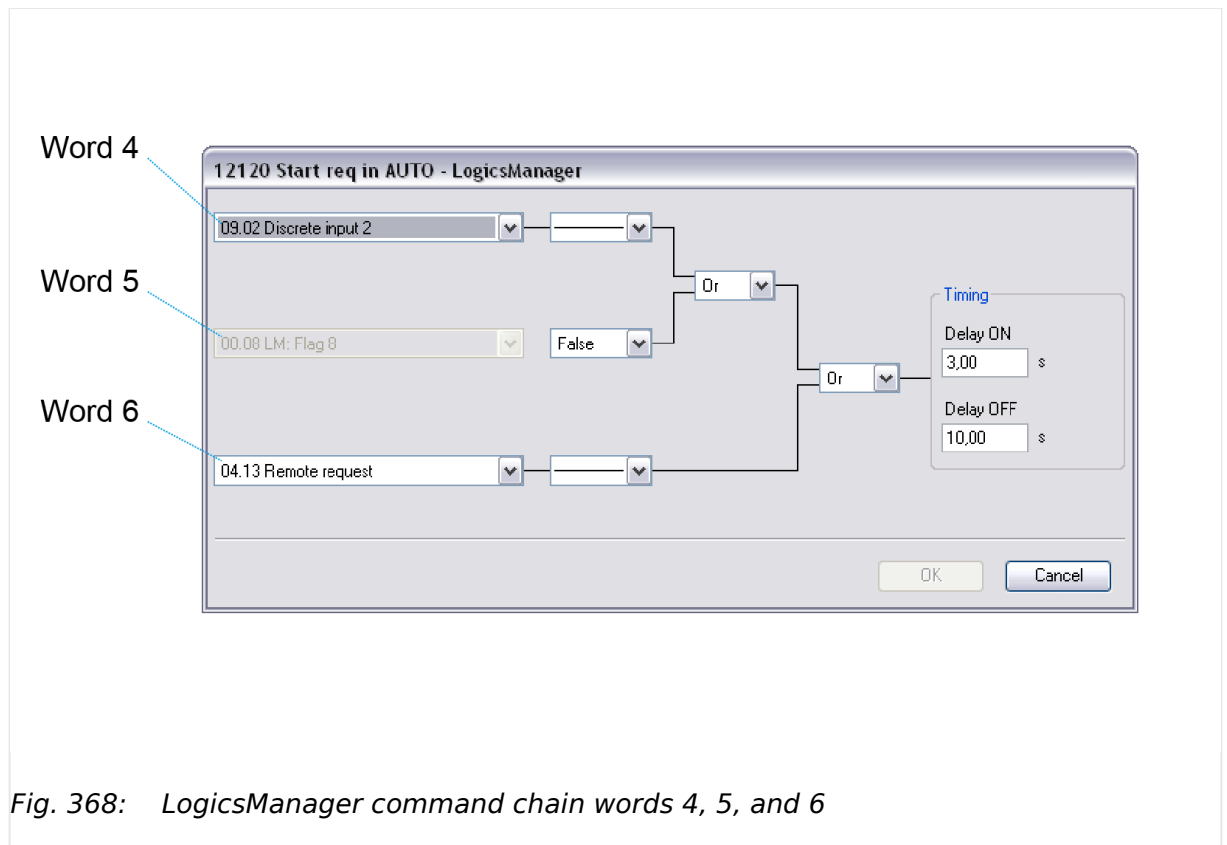 Word 4
12120 Start req in AUTO - LogicsManager
09.02 Discrete input 2
Word 5
Or
Timing
Delay ON
00.08 LM: Flag 8
False
3,00 s
Or
Word 6
Delay OFF
10,00 s
04.13 Remote request
OK
Cancel
Fig. 368: LogicsManager command chain words 4, 5, and 6